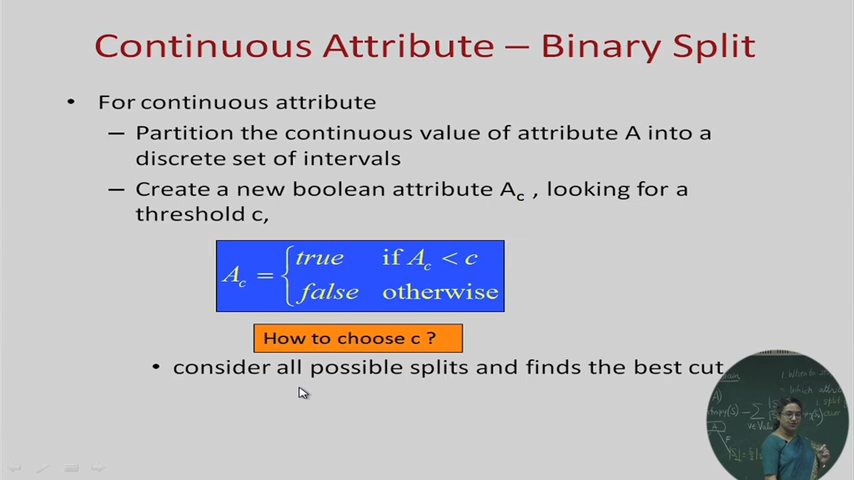 Continuous Attribute – Binary Split
• For continuous attribute
– Partition the continuous value of attribute A into a
discrete set of intervals
– Create a new boolean attribute Ac , looking for a
threshold c,
Ac = { true if Ac < c
false otherwise
How to choose c ?
• consider all possible splits and finds the best cut